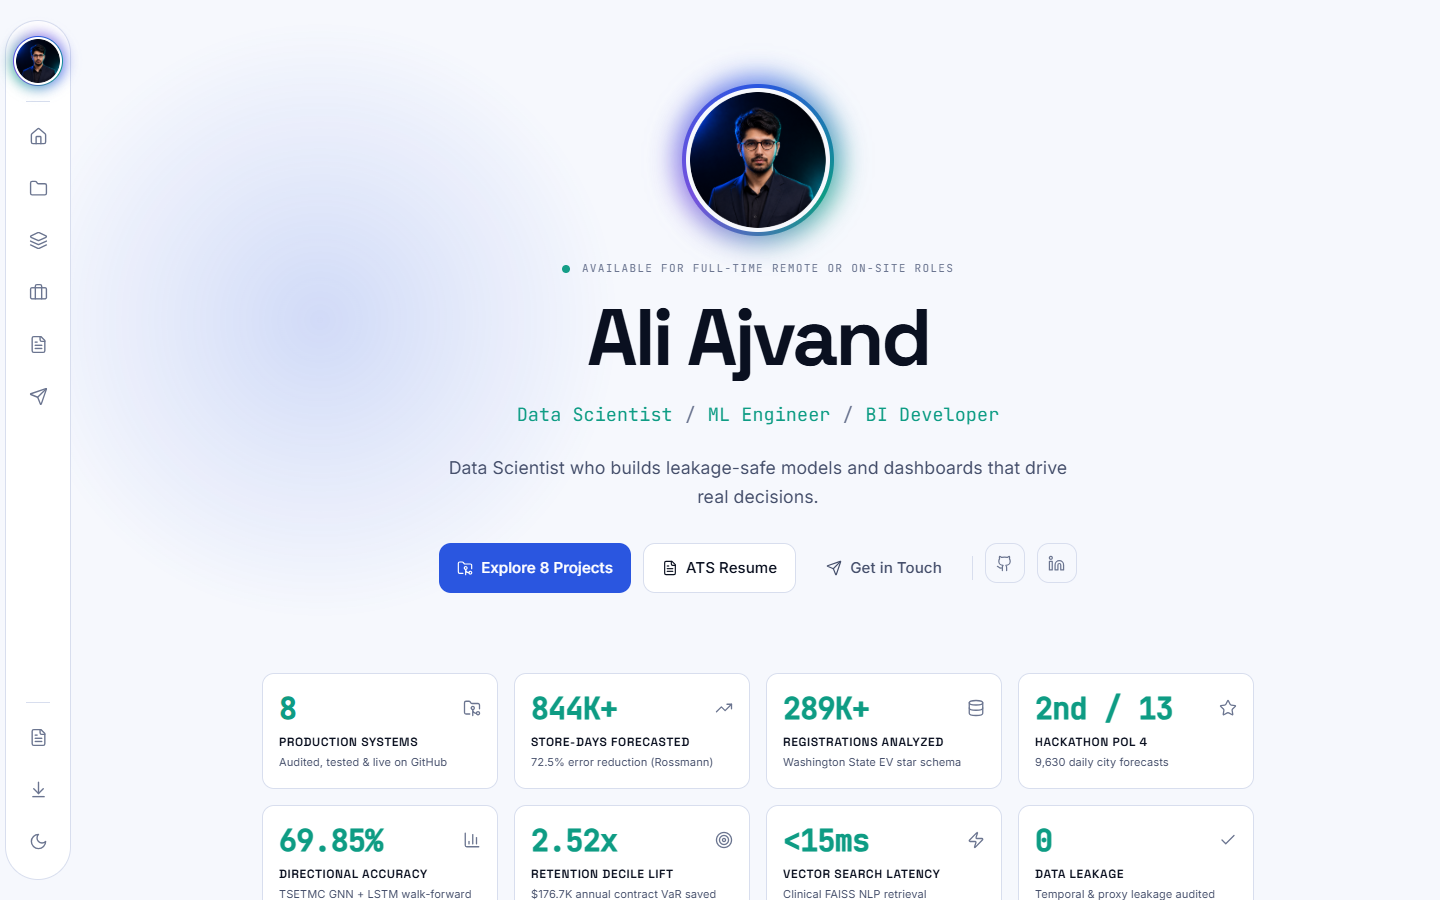 AVAILABLE FOR FULL-TIME REMOTE OR ON-SITE ROLES
Ali Ajvand
Data Scientist / ML Engineer / BI Developer
Data Scientist who builds leakage-safe models and dashboards that drive
real decisions.
Explore 8 Projects
ATS Resume
Get in Touch
8
PRODUCTION SYSTEMS
Audited, tested & live on GitHub
844K+
STORE-DAYS FORECASTED
72.5% error reduction (Rossmann)
289K+
REGISTRATIONS ANALYZED
Washington State EV star schema
2nd / 13
HACKATHON POL 4
9,630 daily city forecasts
69.85%
DIRECTIONAL ACCURACY
TSETMC GNN + LSTM walk-forward
2.52x
RETENTION DECILE LIFT
$176.7K annual contract VaR saved
<15ms
VECTOR SEARCH LATENCY
Clinical FAISS NLP retrieval
0
DATA LEAKAGE
Temporal & proxy leakage audited